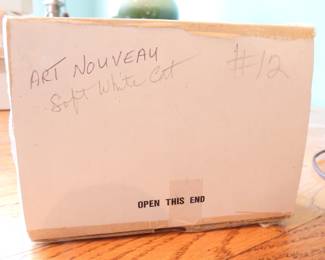 ART NOUVEAU #12
Soft White Cat
OPEN THIS END